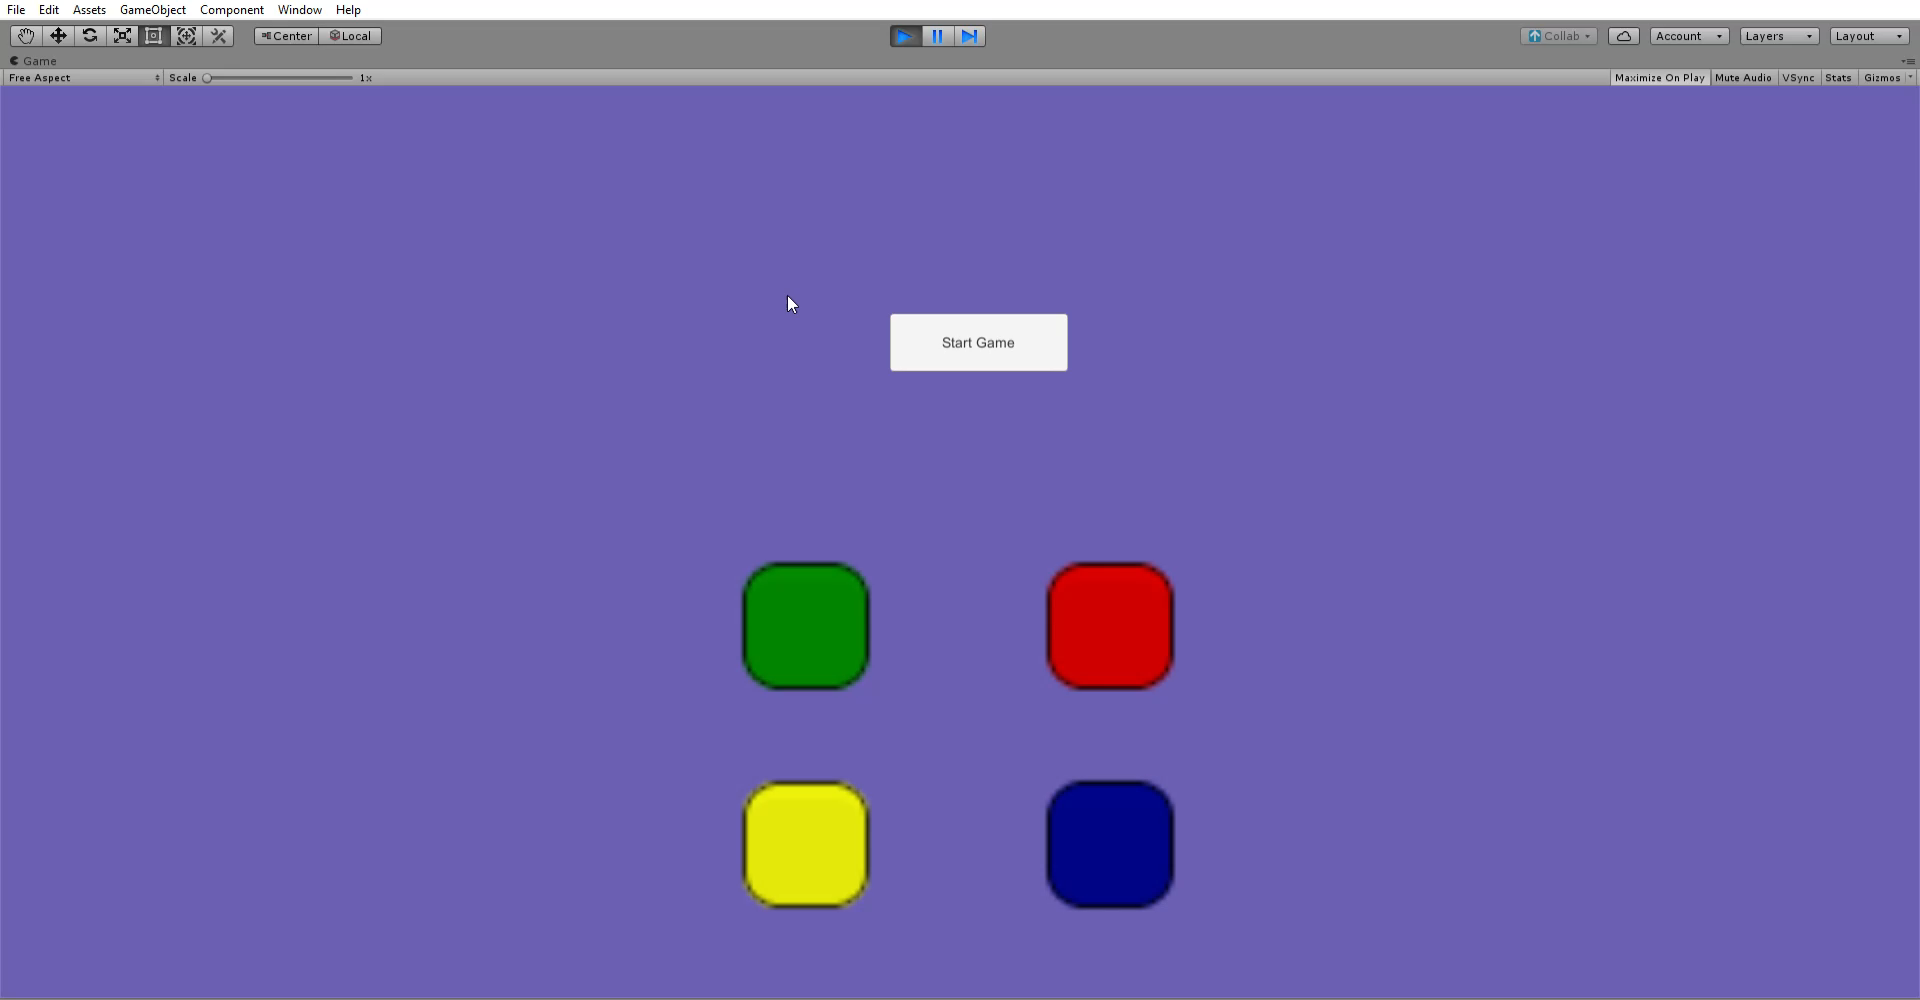 File Edit Assets GameObject Component Window Help
Center Local Collab Account Layers Layout
Game
Free Aspect Scale 1x Maximize On Play Mute Audio VSync Stats Gizmos
Start Game